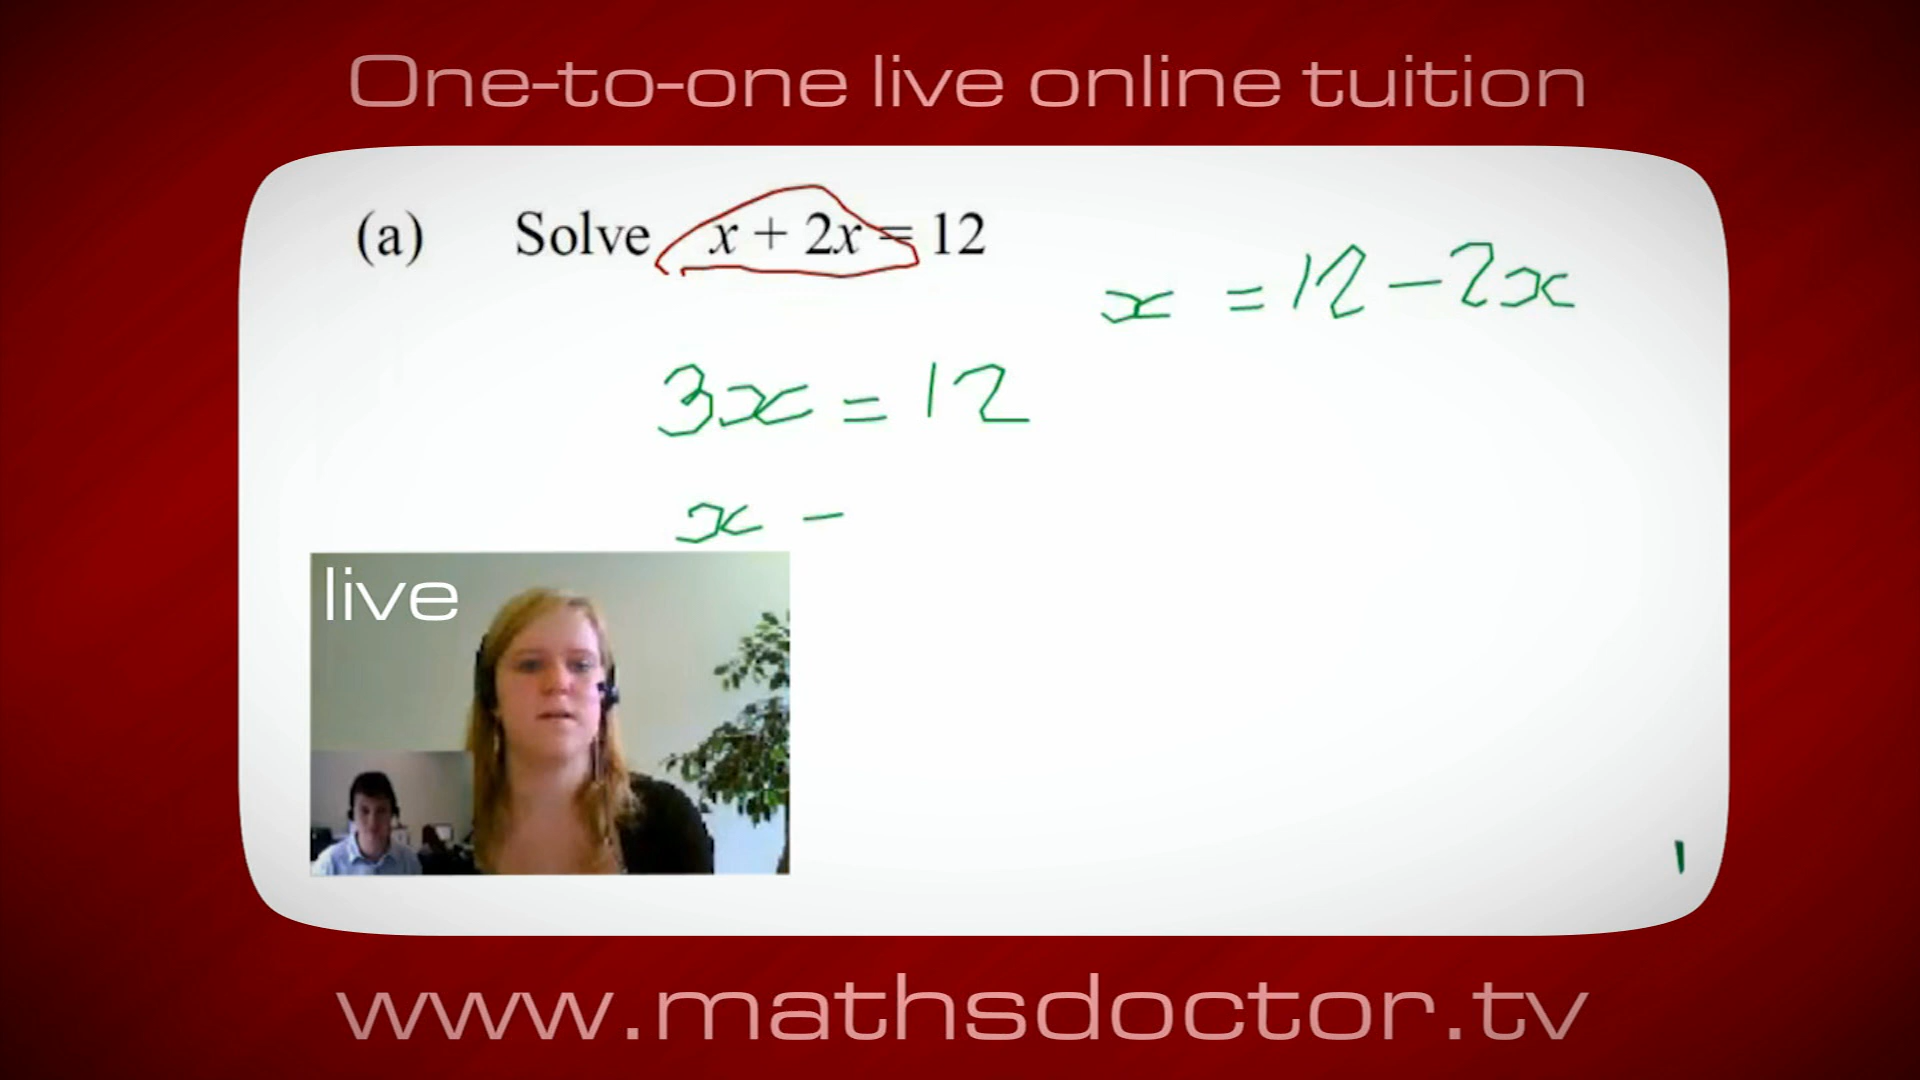 One-to-one live online tuition
(a) Solve x + 2x = 12
x = 12 - 2x
3x = 12
x -
live
www.mathsdoctor.tv